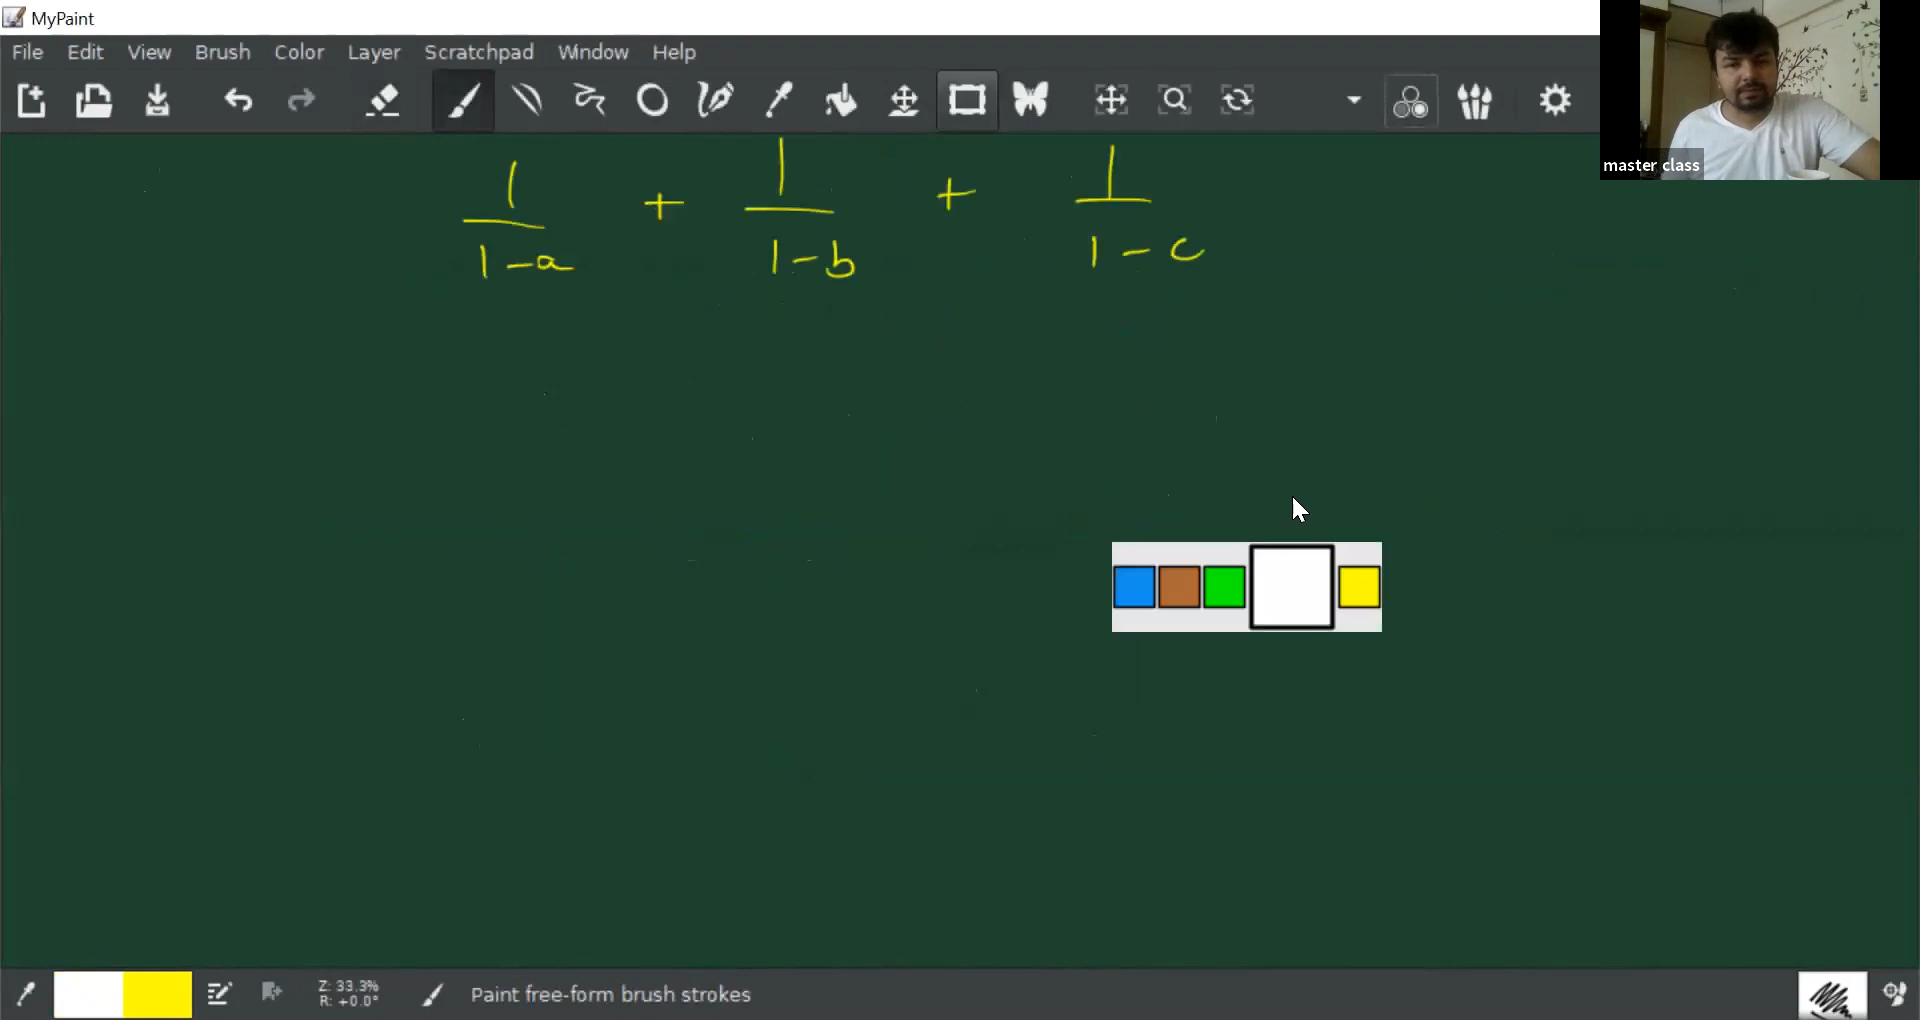 MyPaint
File Edit View Brush Color Layer Scratchpad Window Help
master class
1/(1-a) + 1/(1-b) + 1/(1-c)
Z: 33.3%
R: +0.0°
Paint free-form brush strokes